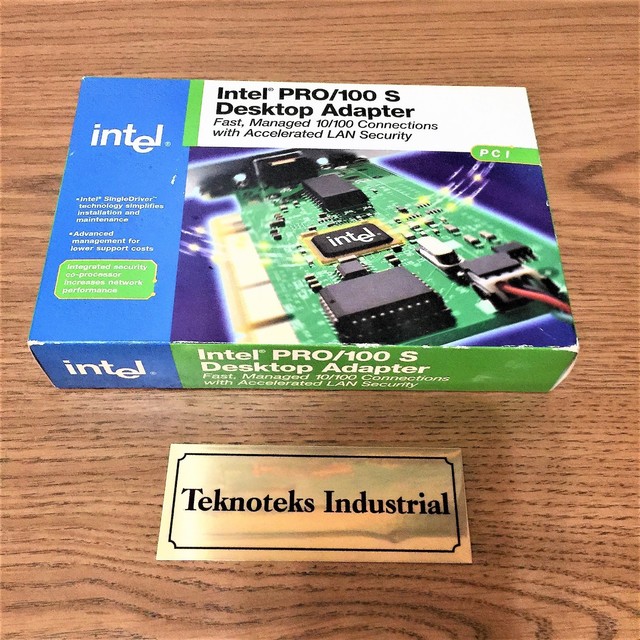 Intel® PRO/100 S
Desktop Adapter
Fast, Managed 10/100 Connections
with Accelerated LAN Security
PCI
intel®
•Intel® SingleDriver™
technology simplifies
installation and
maintenance
•Advanced
management for
lower support costs
Integrated security
co-processor
increases network
performance
intel
intel®
Intel® PRO/100 S
Desktop Adapter
Fast, Managed 10/100 Connections
with Accelerated LAN Security
Teknoteks Industrial